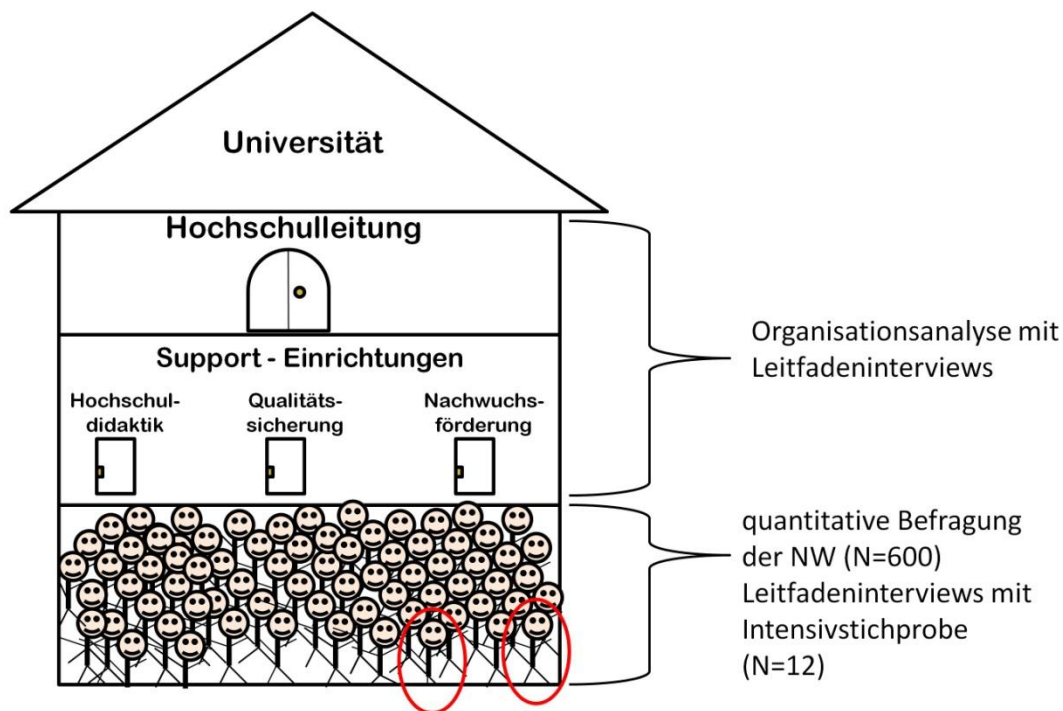 Universität
Hochschulleitung
Support - Einrichtungen
Hochschul-
didaktik
Qualitäts-
sicherung
Nachwuchs-
förderung
Organisationsanalyse mit
Leitfadeninterviews
quantitative Befragung
der NW (N=600)
Leitfadeninterviews mit
Intensivstichprobe
(N=12)